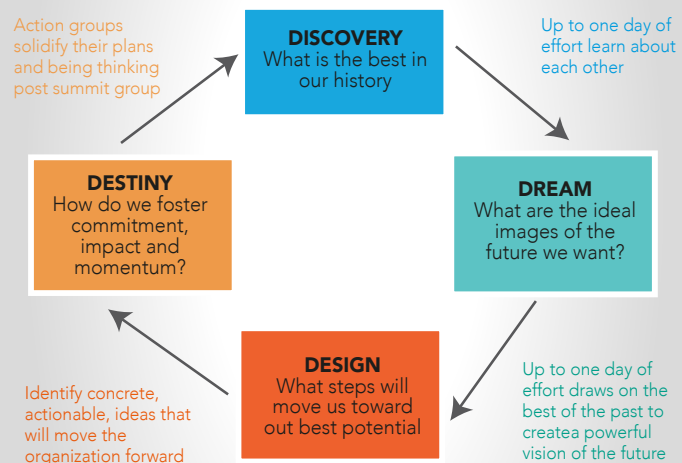 Action groups
solidify their plans
and being thinking
post summit group
DISCOVERY
What is the best in
our history
Up to one day of
effort learn about
each other
DESTINY
How do we foster
commitment,
impact and
momentum?
DREAM
What are the ideal
images of the
future we want?
DESIGN
What steps will
move us toward
out best potential
Identify concrete,
actionable, ideas that
will move the
organization forward
Up to one day of
effort draws on the
best of the past to
createa powerful
vision of the future